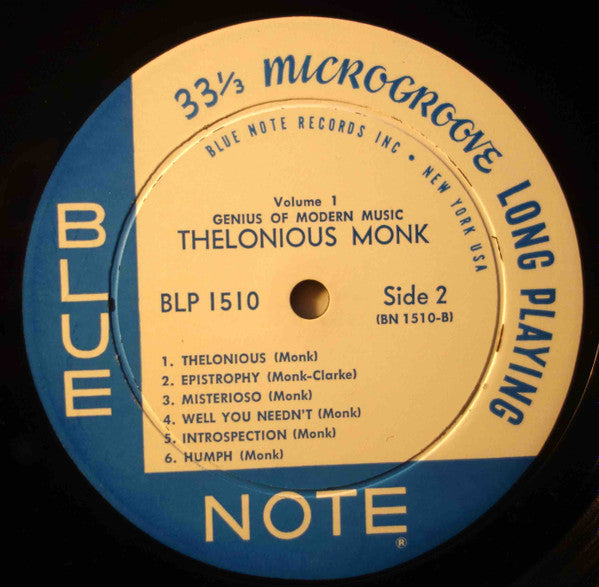 33⅓ MICROGROOVE LONG PLAYING
BLUE NOTE RECORDS INC • NEW YORK USA
Volume 1
GENIUS OF MODERN MUSIC
THELONIOUS MONK
BLP 1510
Side 2
(BN 1510-B)
1. THELONIOUS (Monk)
2. EPISTROPHY (Monk-Clarke)
3. MISTERIOSO (Monk)
4. WELL YOU NEEDN'T (Monk)
5. INTROSPECTION (Monk)
6. HUMPH (Monk)
BLUE
NOTE®